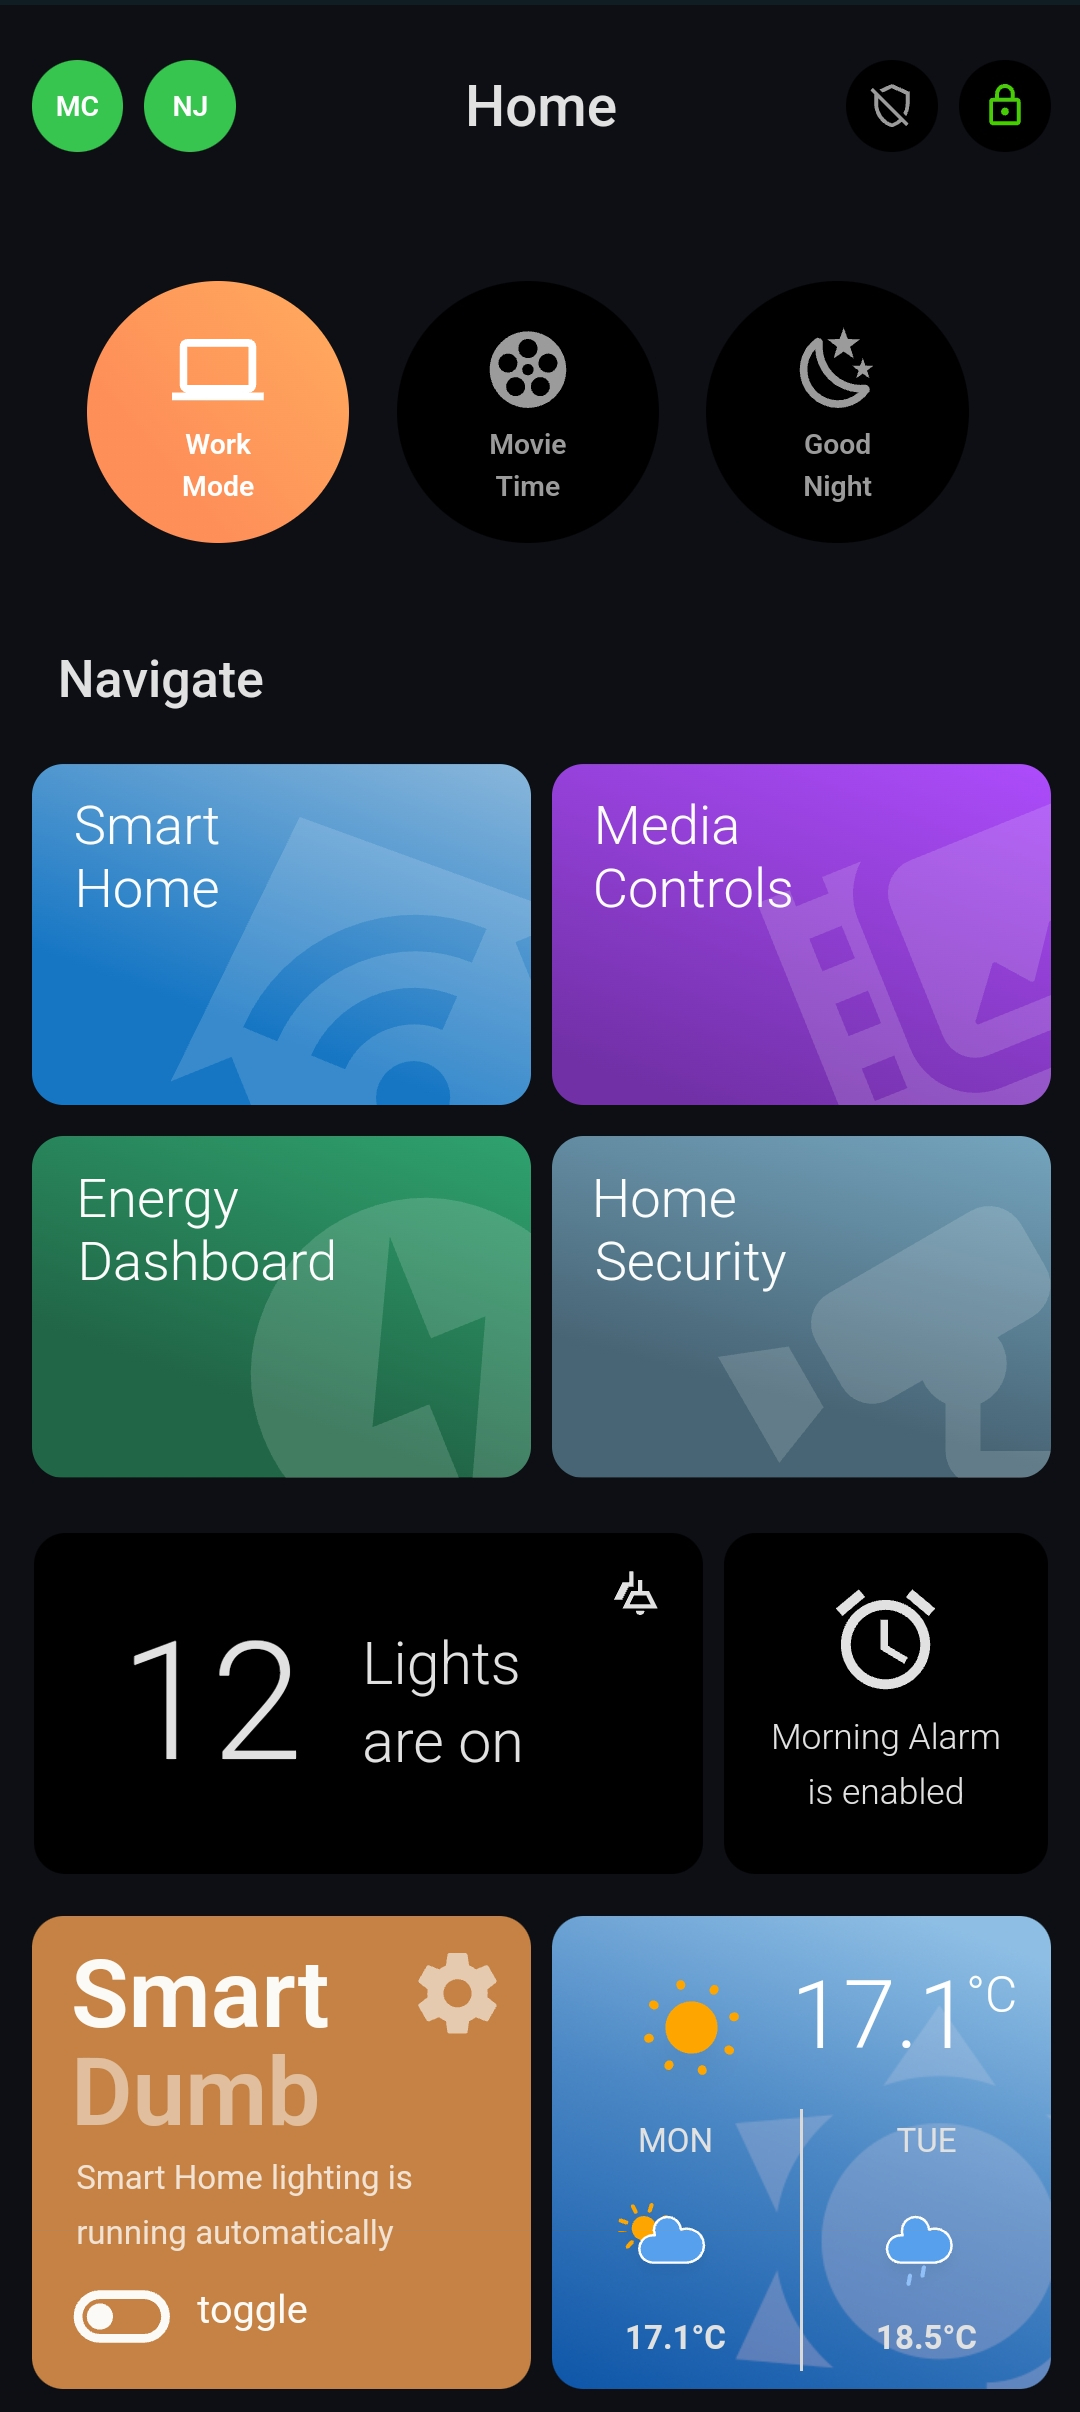 MC NJ Home
Work
Mode
Movie
Time
Good
Night
Navigate
Smart
Home
Media
Controls
Energy
Dashboard
Home
Security
12
Lights
are on
Morning Alarm
is enabled
Smart
Dumb
Smart Home lighting is
running automatically
toggle
17.1°C
MON
TUE
17.1°C
18.5°C